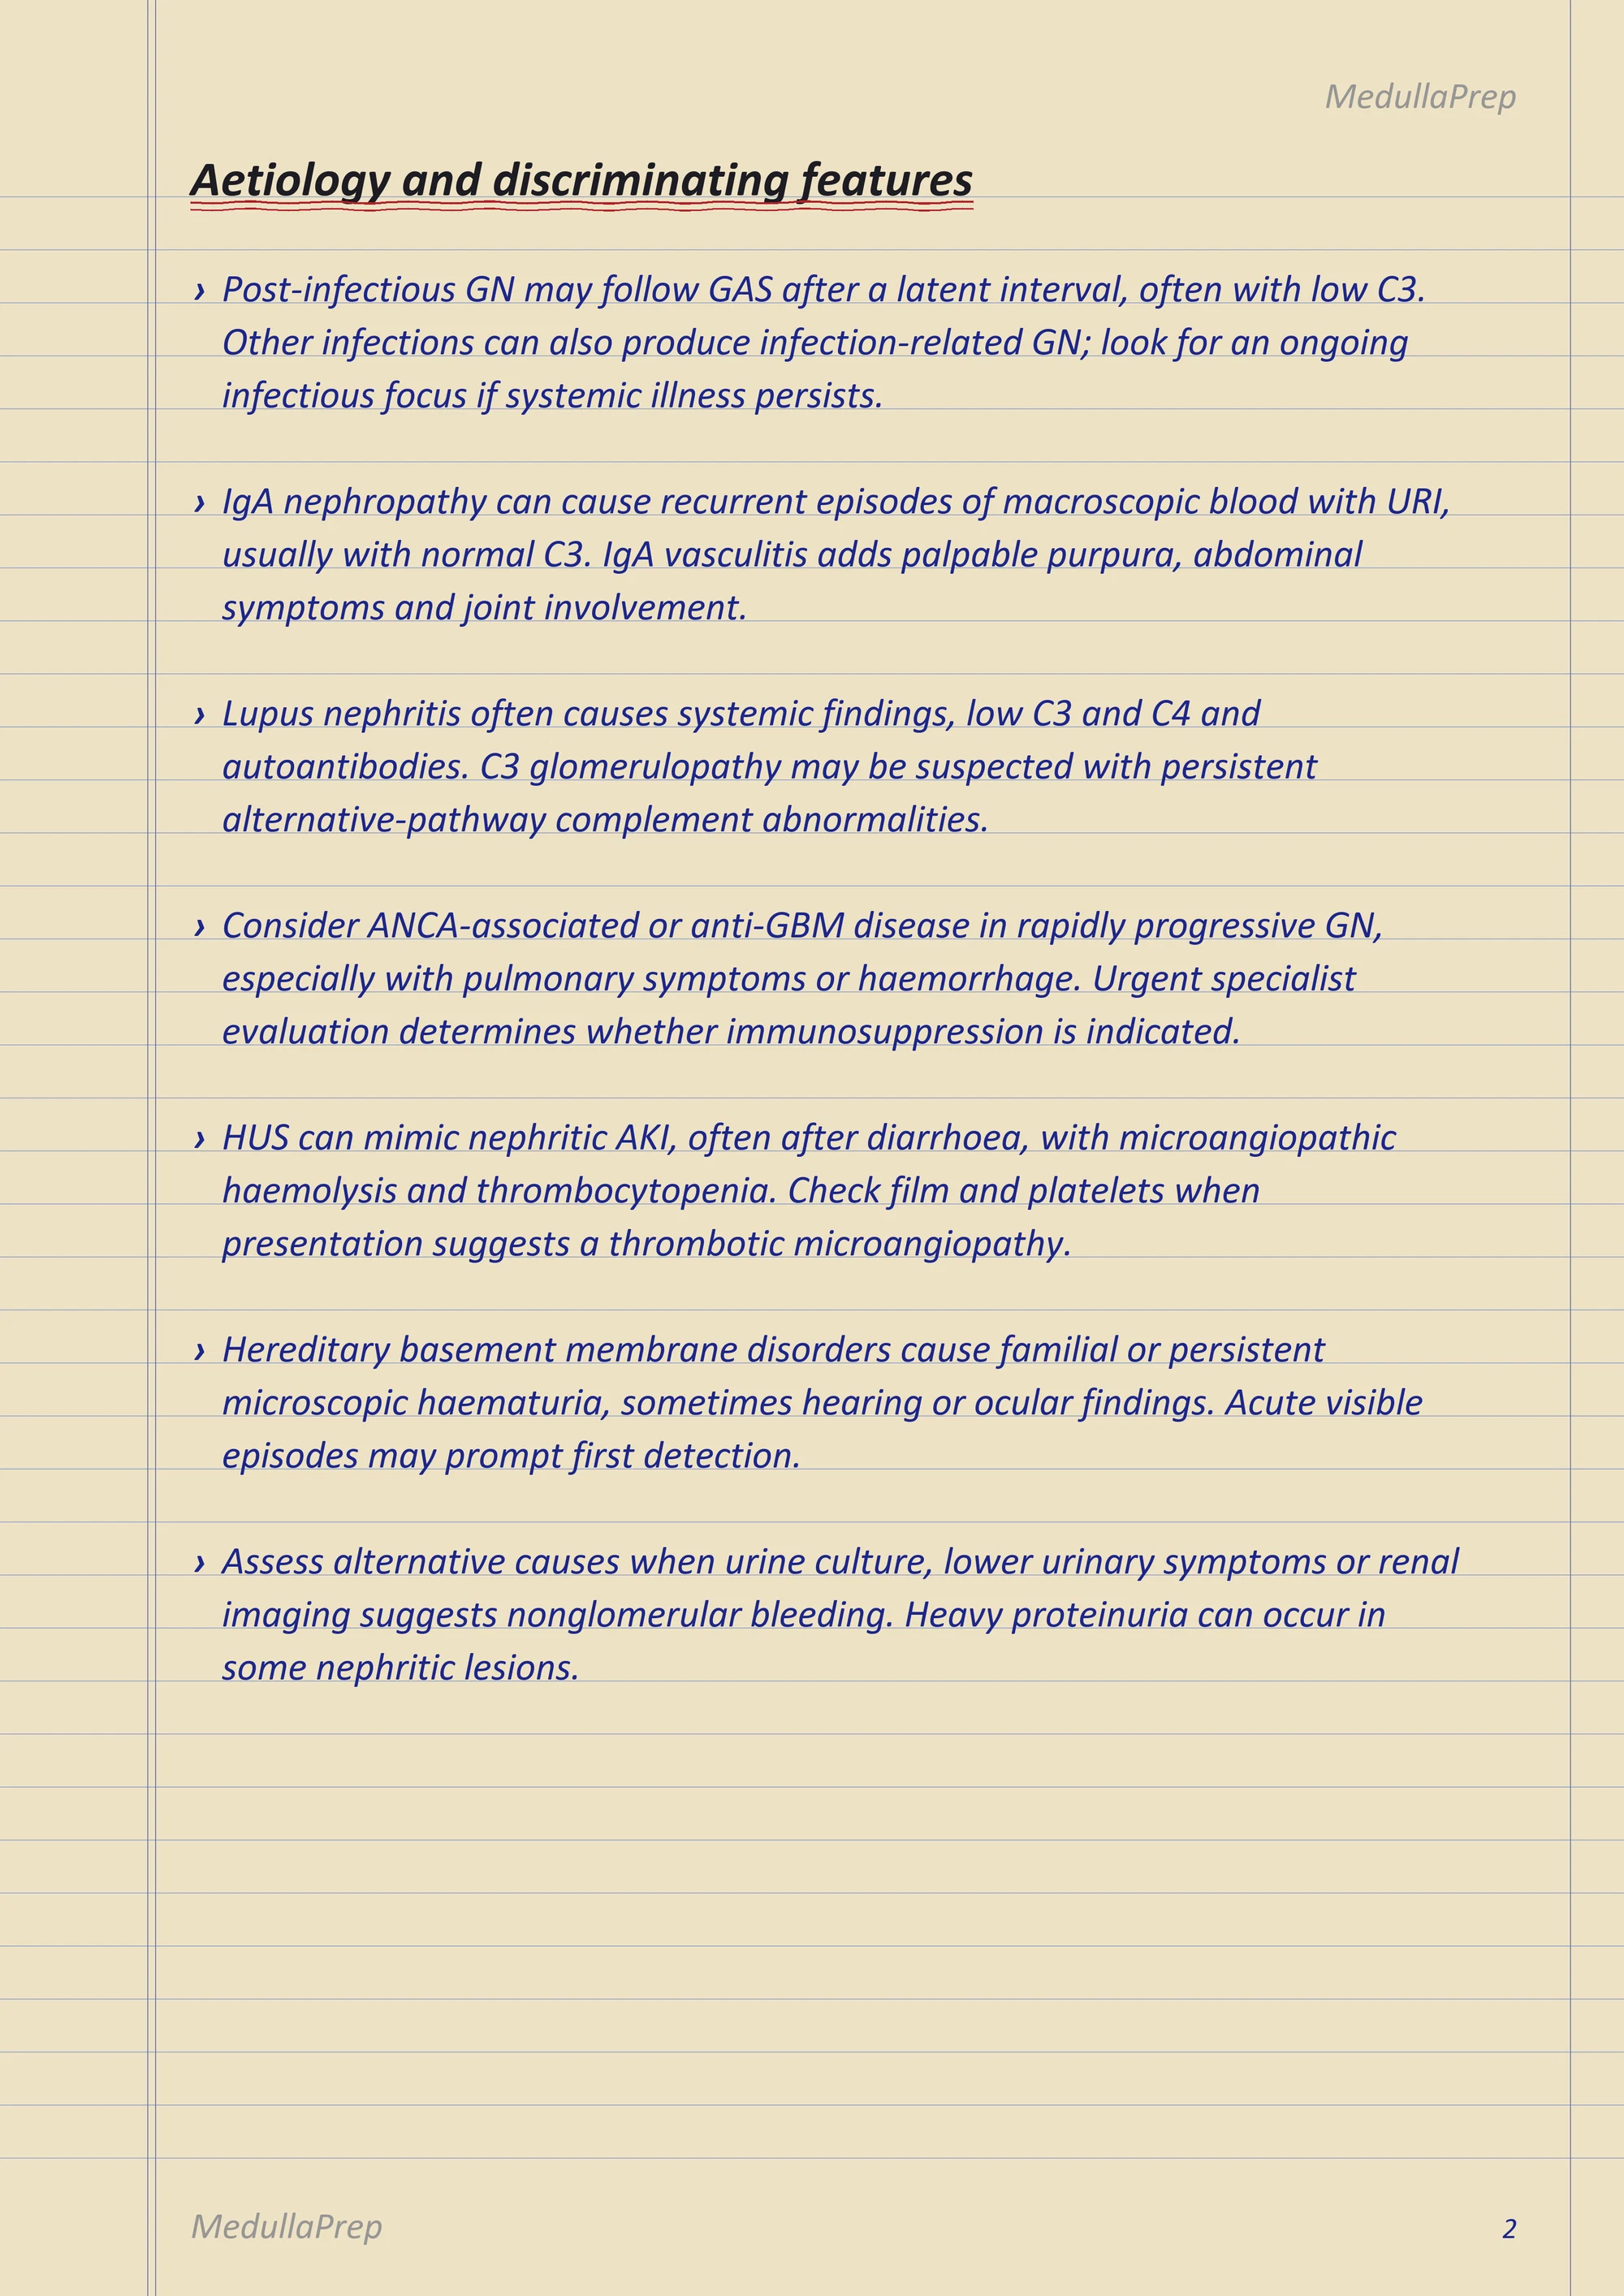 MedullaPrep
Aetiology and discriminating features
› Post-infectious GN may follow GAS after a latent interval, often with low C3.
Other infections can also produce infection-related GN; look for an ongoing
infectious focus if systemic illness persists.
› IgA nephropathy can cause recurrent episodes of macroscopic blood with URI,
usually with normal C3. IgA vasculitis adds palpable purpura, abdominal
symptoms and joint involvement.
› Lupus nephritis often causes systemic findings, low C3 and C4 and
autoantibodies. C3 glomerulopathy may be suspected with persistent
alternative-pathway complement abnormalities.
› Consider ANCA-associated or anti-GBM disease in rapidly progressive GN,
especially with pulmonary symptoms or haemorrhage. Urgent specialist
evaluation determines whether immunosuppression is indicated.
› HUS can mimic nephritic AKI, often after diarrhoea, with microangiopathic
haemolysis and thrombocytopenia. Check film and platelets when
presentation suggests a thrombotic microangiopathy.
› Hereditary basement membrane disorders cause familial or persistent
microscopic haematuria, sometimes hearing or ocular findings. Acute visible
episodes may prompt first detection.
› Assess alternative causes when urine culture, lower urinary symptoms or renal
imaging suggests nonglomerular bleeding. Heavy proteinuria can occur in
some nephritic lesions.
MedullaPrep
2